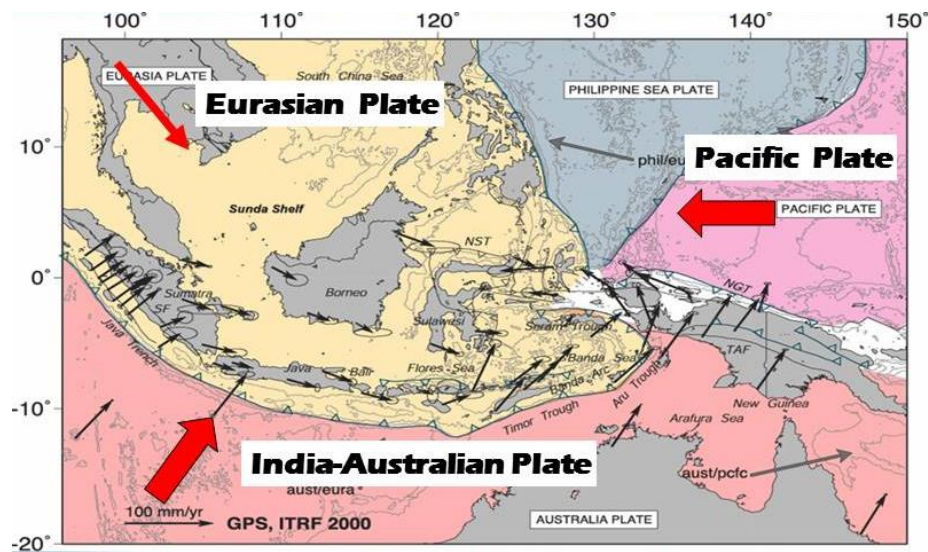 100° 110° 120° 130° 140° 150°
EURASIA PLATE
South China Sea
Eurasian Plate
PHILIPPINE SEA PLATE
10°
phil/eu
Pacific Plate
PACIFIC PLATE
Sunda Shelf
NST
0°
NGT
Sumatra
SF
Borneo
Sulawesi
Seram Trough
TAF
Java Trench
Java
Bali
Flores Sea
Banda Sea
Banda Arc
New Guinea
-10°
Timor Trough
Aru Trough
Arafura Sea
India-Australian Plate
aust/eura
aust/pcfc
100 mm/yr
GPS, ITRF 2000
AUSTRALIA PLATE
-20°